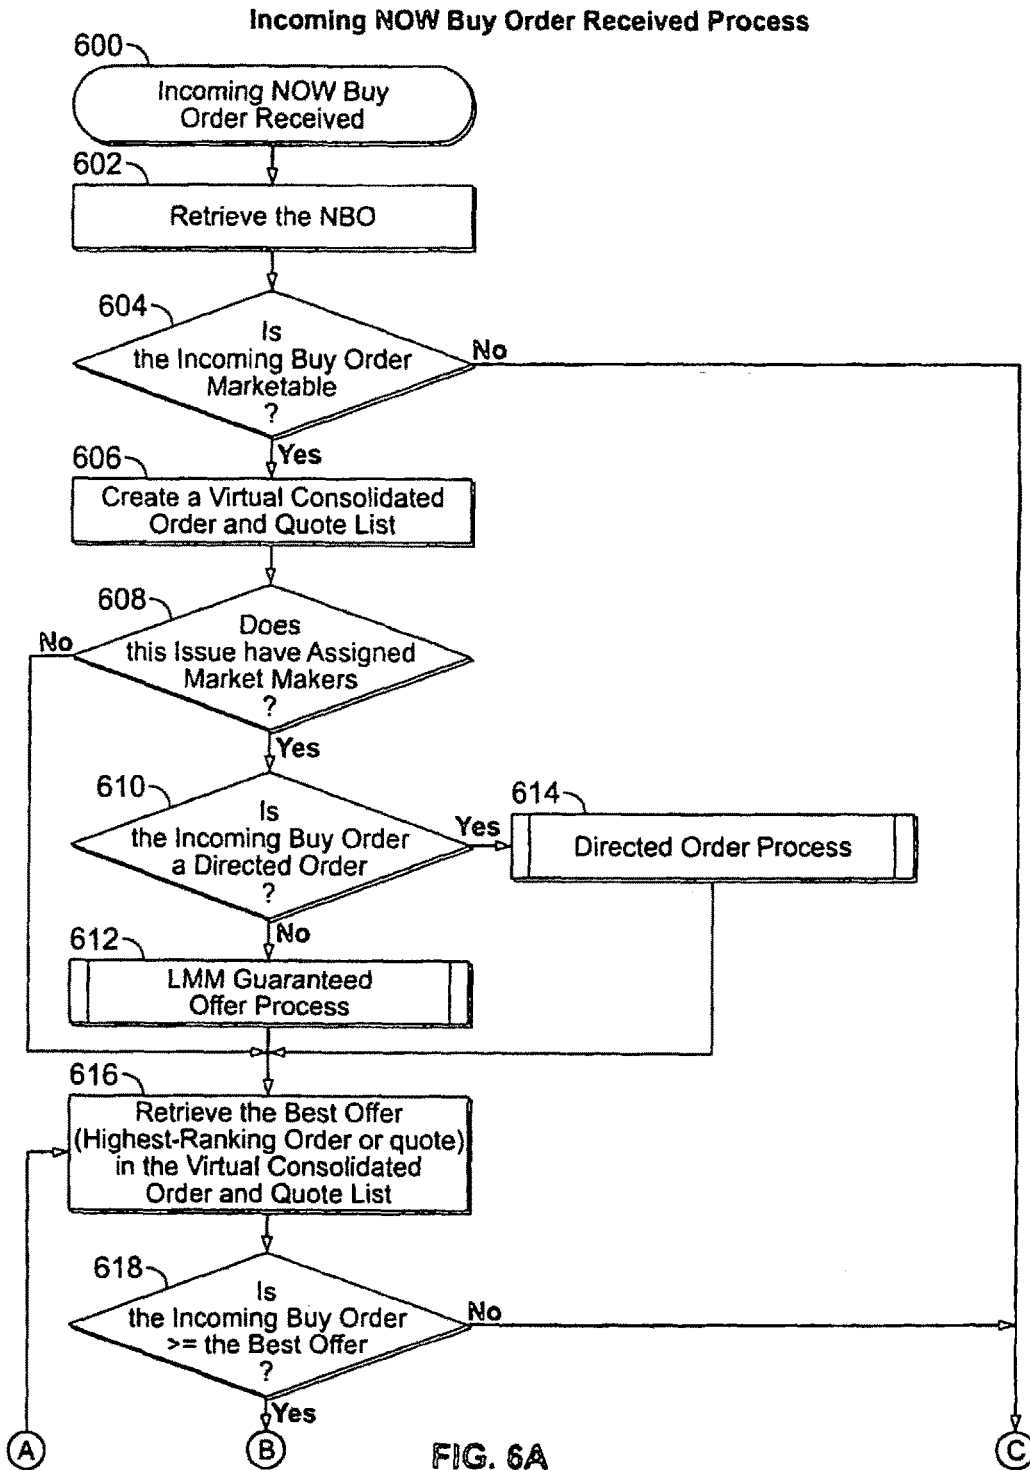 Incoming NOW Buy Order Received Process
600
Incoming NOW Buy
Order Received
602
Retrieve the NBO
604
Is
the Incoming Buy Order
Marketable
?
No
Yes
606
Create a Virtual Consolidated
Order and Quote List
608
Does
this Issue have Assigned
Market Makers
?
No
Yes
610
Is
the Incoming Buy Order
a Directed Order
?
Yes
614
Directed Order Process
No
612
LMM Guaranteed
Offer Process
616
Retrieve the Best Offer
(Highest-Ranking Order or quote)
in the Virtual Consolidated
Order and Quote List
618
Is
the Incoming Buy Order
>= the Best Offer
?
No
Yes
A
B
C
FIG. 6A